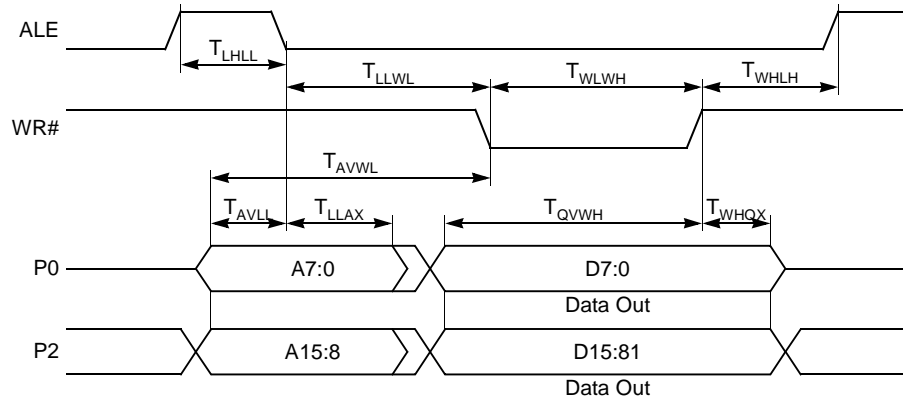 ALE
TLHLL
TLLWL
TWLWH
TWHLH
WR#
TAVWL
TAVLL
TLLAX
TQVWH
TWHQX
P0
A7:0
D7:0
Data Out
P2
A15:8
D15:81
Data Out